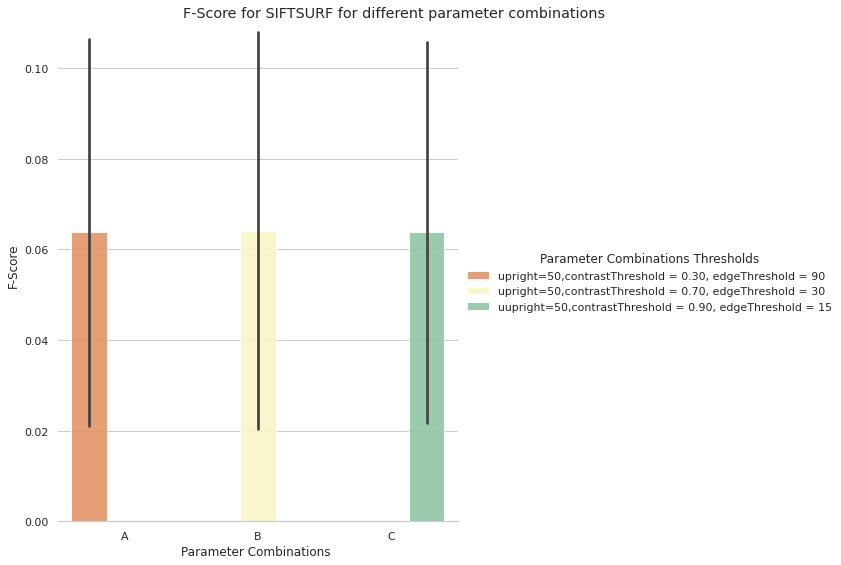 F-Score for SIFTSURF for different parameter combinations
0.10
0.08
0.06
0.04
0.02
0.00
F-Score
A
B
C
Parameter Combinations
Parameter Combinations Thresholds
upright=50,contrastThreshold = 0.30, edgeThreshold = 90
upright=50,contrastThreshold = 0.70, edgeThreshold = 30
uupright=50,contrastThreshold = 0.90, edgeThreshold = 15